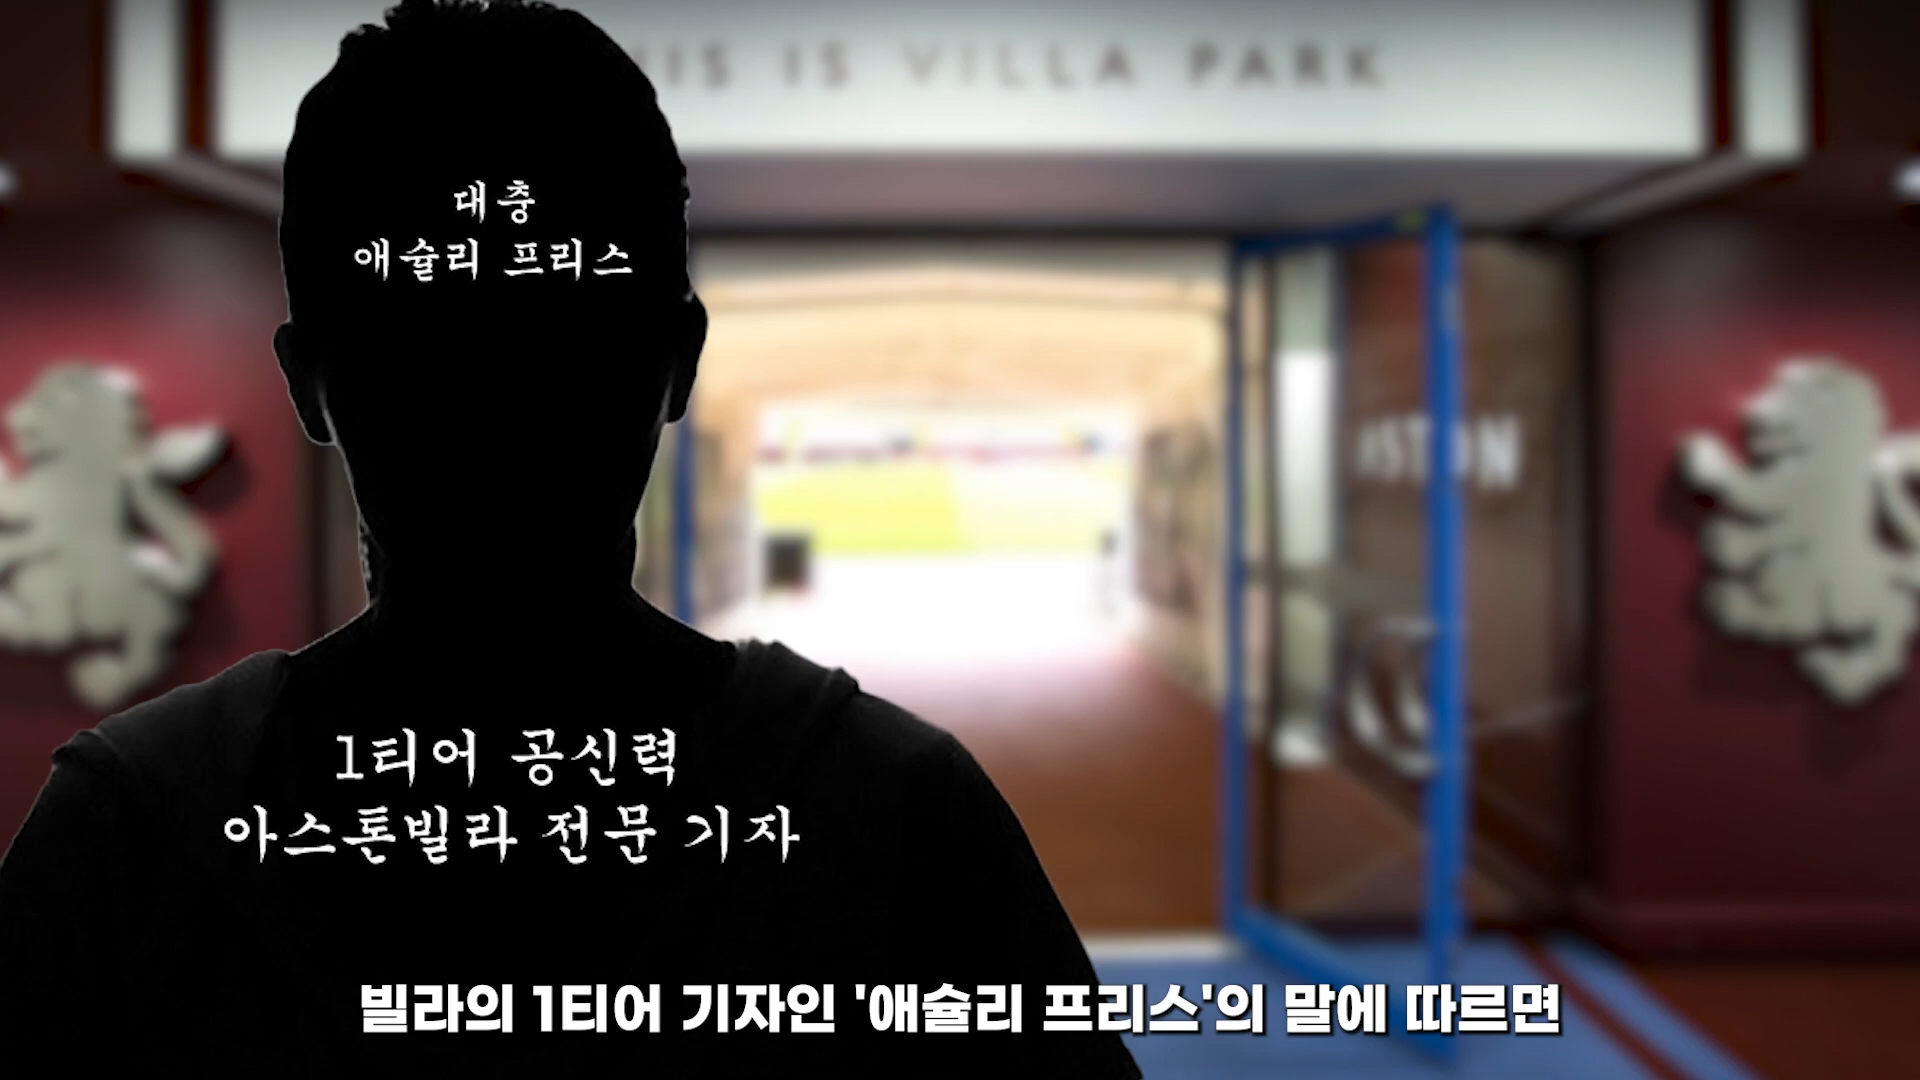 HIS IS VILLA PARK
대충
애슐리 프리스
ASTON
1티어 공신력
아스톤빌라 전문 기자
빌라의 1티어 기자인 '애슐리 프리스'의 말에 따르면